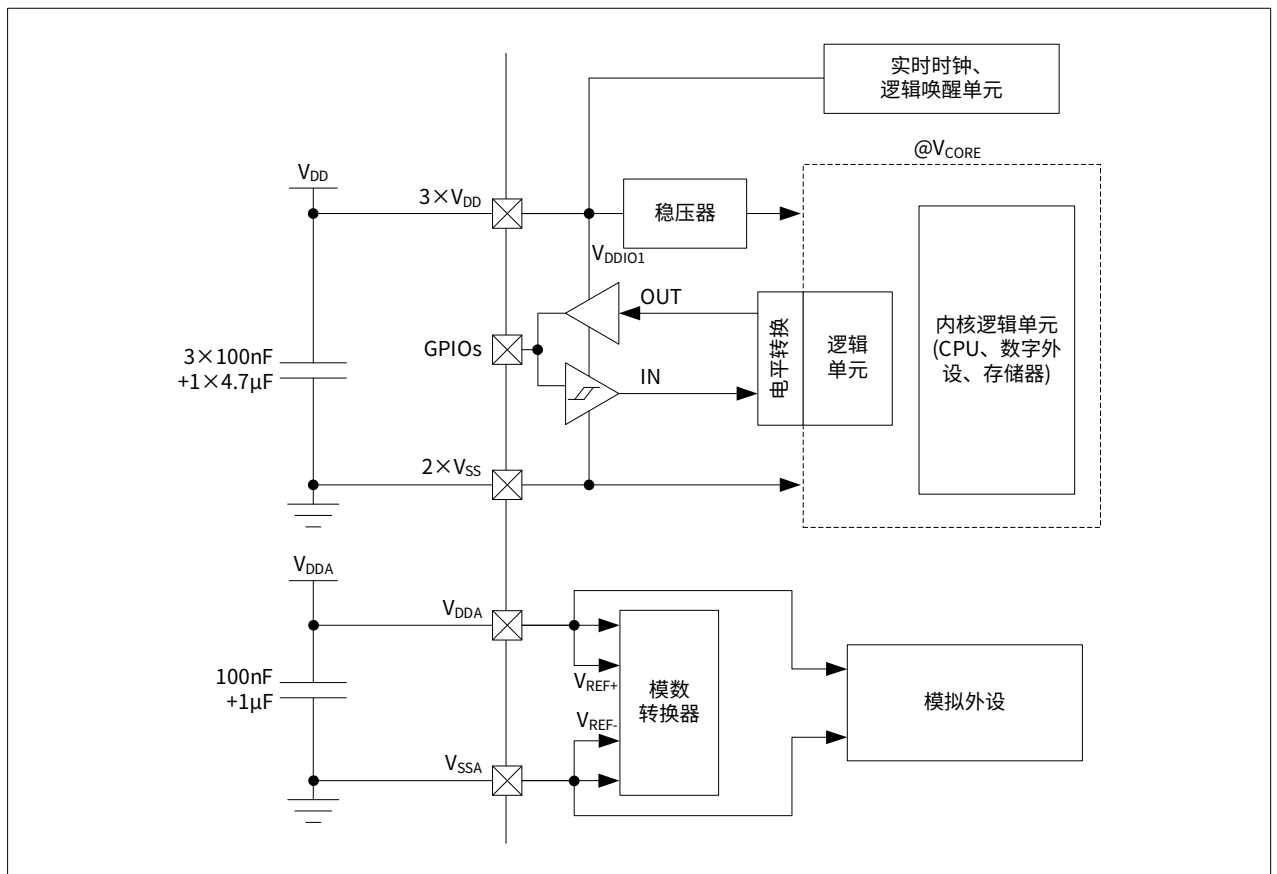 实时时钟、
逻辑唤醒单元
@VCORE
VDD
3×VDD
稳压器
VDDIO1
OUT
GPIOs
3×100nF
+1×4.7μF
IN
电平转换
逻辑
单元
内核逻辑单元
(CPU、数字外
设、存储器)
2×VSS
VDDA
VDDA
100nF
+1μF
VREF+
VREF-
模数
转换器
模拟外设
VSSA